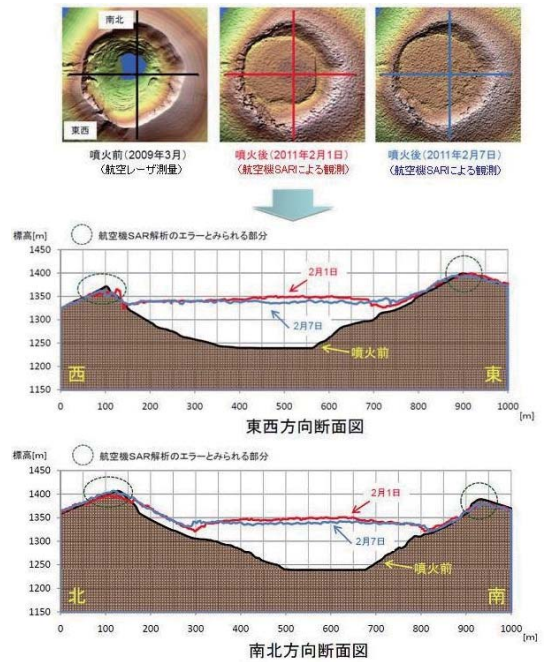 南北
東西
噴火前(2009年3月)
(航空レーザ測量)
噴火後(2011年2月1日)
(航空機SARIによる観測)
噴火後(2011年2月7日)
(航空機SARIによる観測)
標高[m]
航空機SAR解析のエラーとみられる部分
1450
1400
1350
1300
1250
1200
1150
2月1日
2月7日
噴火前
西
東
0 100 200 300 400 500 600 700 800 900 1000
[m]
東西方向断面図
標高[m]
航空機SAR解析のエラーとみられる部分
1450
1400
1350
1300
1250
1200
1150
2月1日
2月7日
噴火前
北
南
0 100 200 300 400 500 600 700 800 900 1000
[m]
南北方向断面図